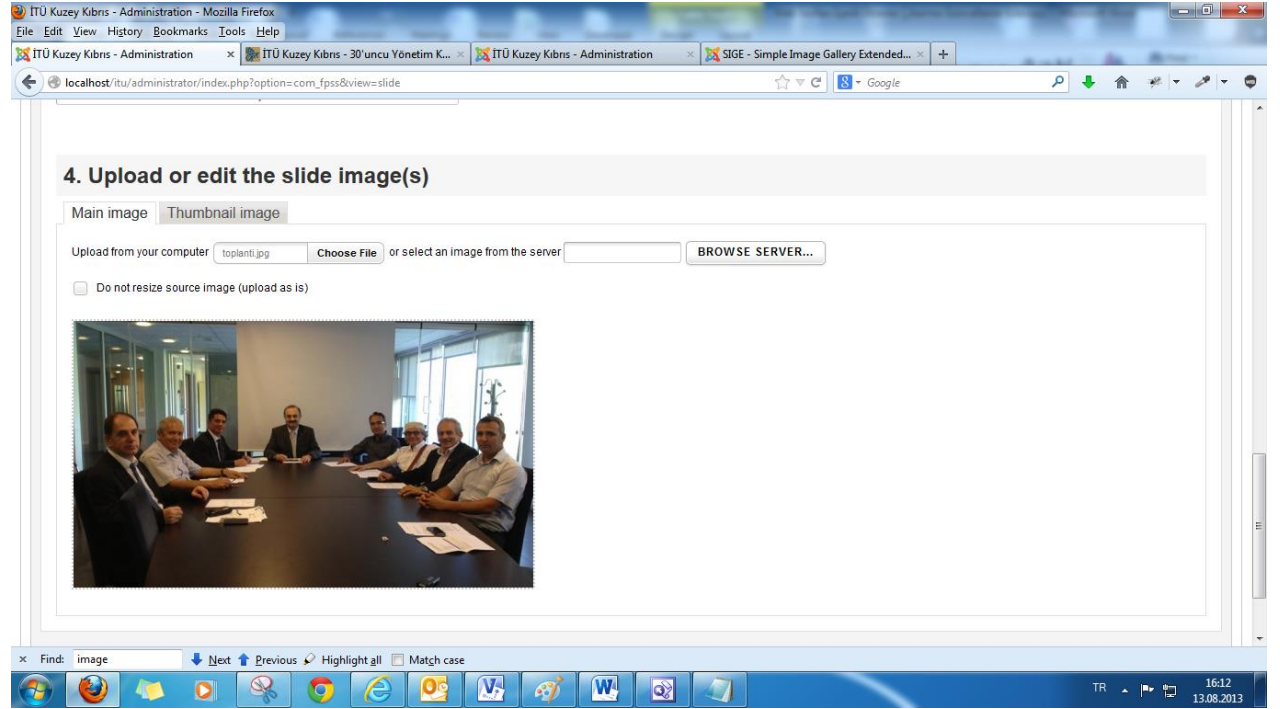 İTÜ Kuzey Kıbrıs - Administration - Mozilla Firefox
File Edit View History Bookmarks Tools Help
İTÜ Kuzey Kıbrıs - Administration × İTÜ Kuzey Kıbrıs - 30'uncu Yönetim K... × İTÜ Kuzey Kıbrıs - Administration × SIGE - Simple Image Gallery Extended... × +
localhost/itu/administrator/index.php?option=com_fpss&view=slide Google
4. Upload or edit the slide image(s)
Main image Thumbnail image
Upload from your computer toplanti.jpg Choose File or select an image from the server BROWSE SERVER...
Do not resize source image (upload as is)
× Find: image Next Previous Highlight all Match case
TR 16:12
13.08.2013